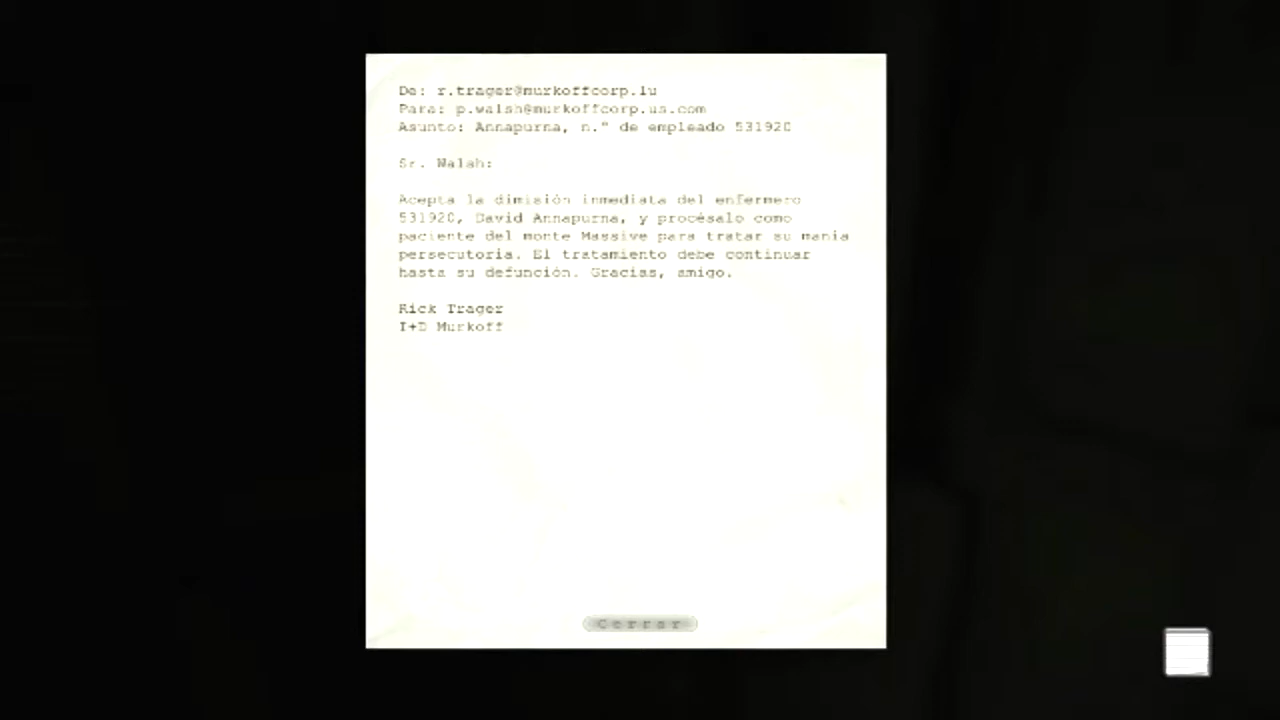 De: r.trager@murkoffcorp.lu
Para: p.walsh@murkoffcorp.us.com
Asunto: Annapurna, n.º de empleado 531920
Sr. Walsh:
Acepta la dimisión inmediata del enfermero
531920, David Annapurna, y procésalo como
paciente del monte Massive para tratar su manía
persecutoria. El tratamiento debe continuar
hasta su defunción. Gracias, amigo.
Rick Trager
I+D Murkoff
Cerrar